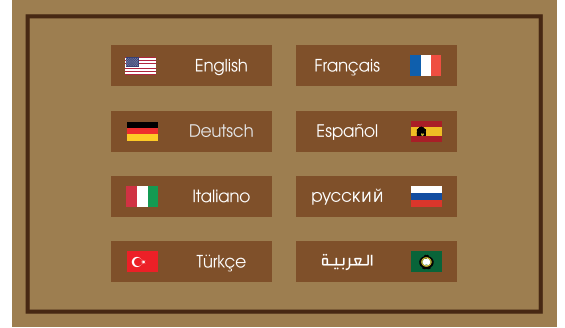 English
Français
Deutsch
Español
Italiano
русский
Türkçe
العربية